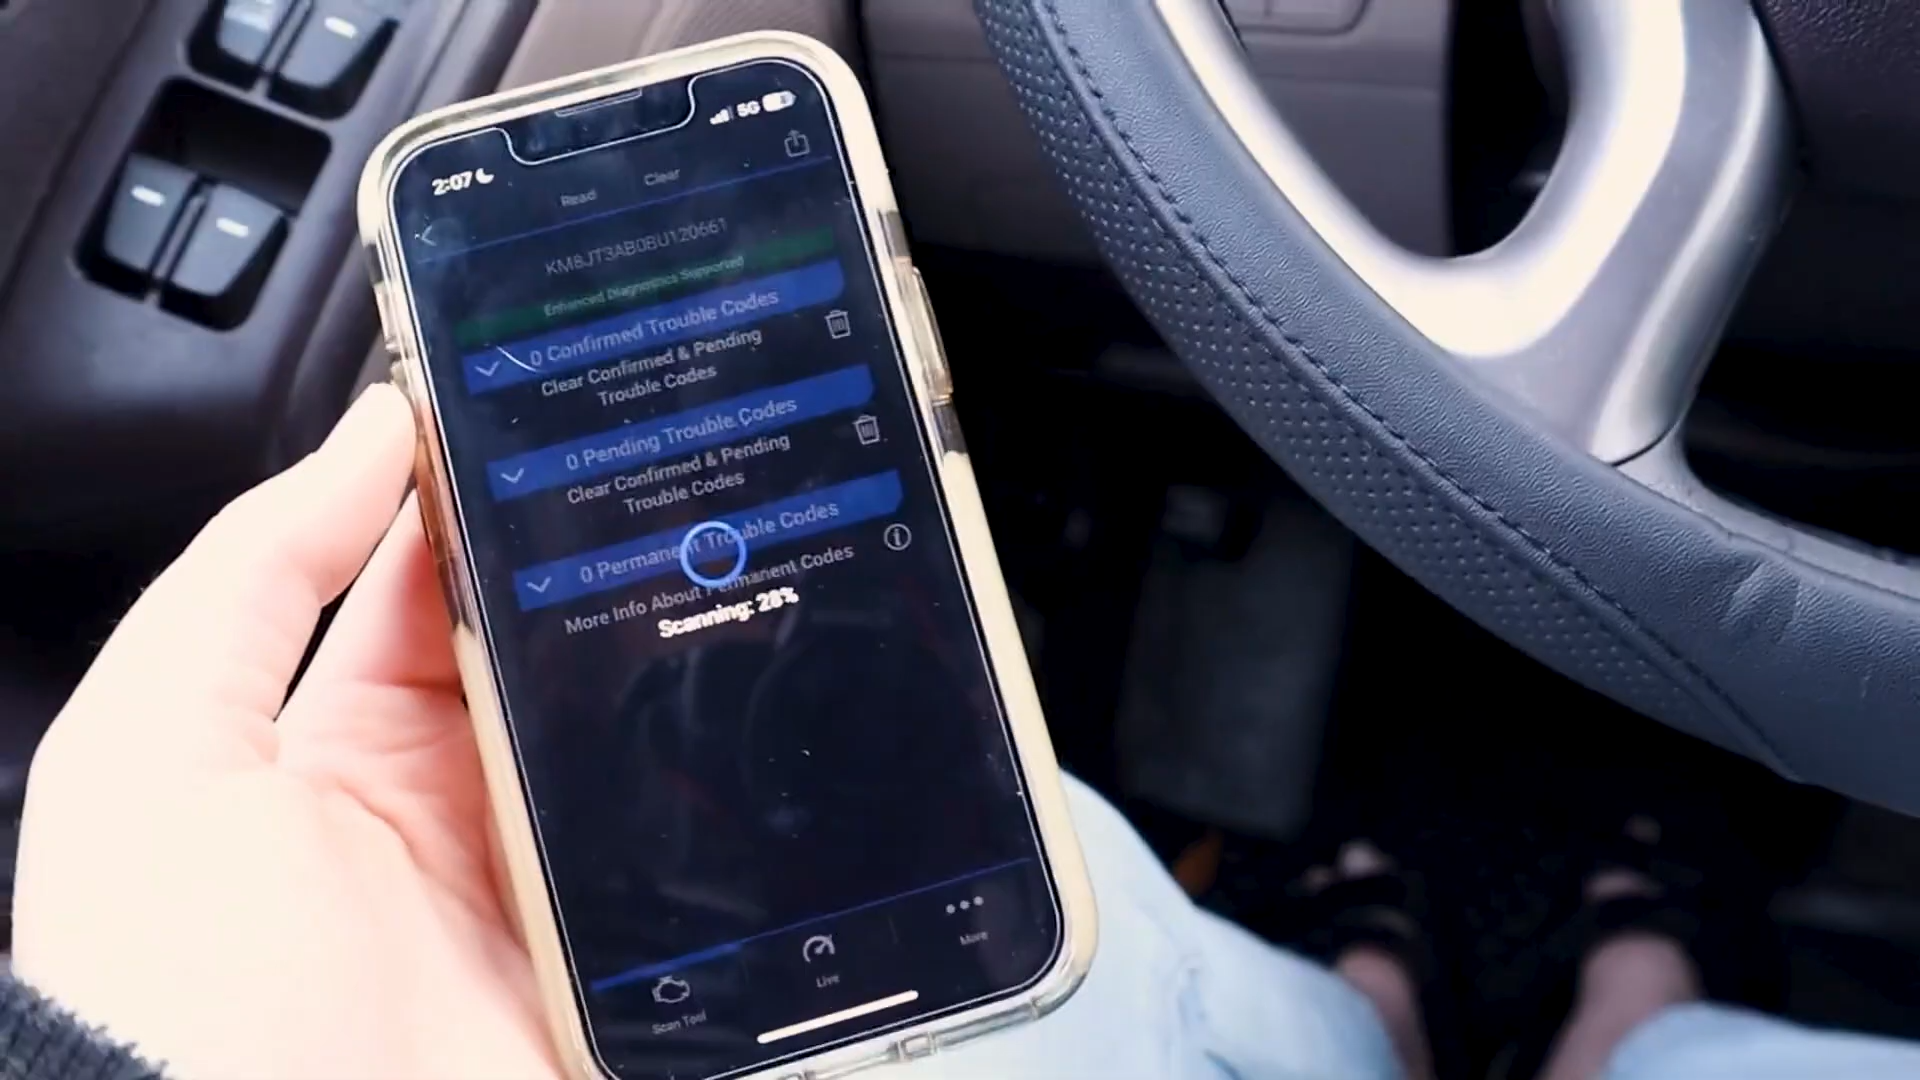 2:07 5G
Read Clear
KM8JT3AB0BU120661
Enhanced Diagnostics Supported
0 Confirmed Trouble Codes
Clear Confirmed & Pending
Trouble Codes
0 Pending Trouble Codes
Clear Confirmed & Pending
Trouble Codes
0 Permanent Trouble Codes
More Info About Permanent Codes
Scanning: 28%
Scan Tool Live More